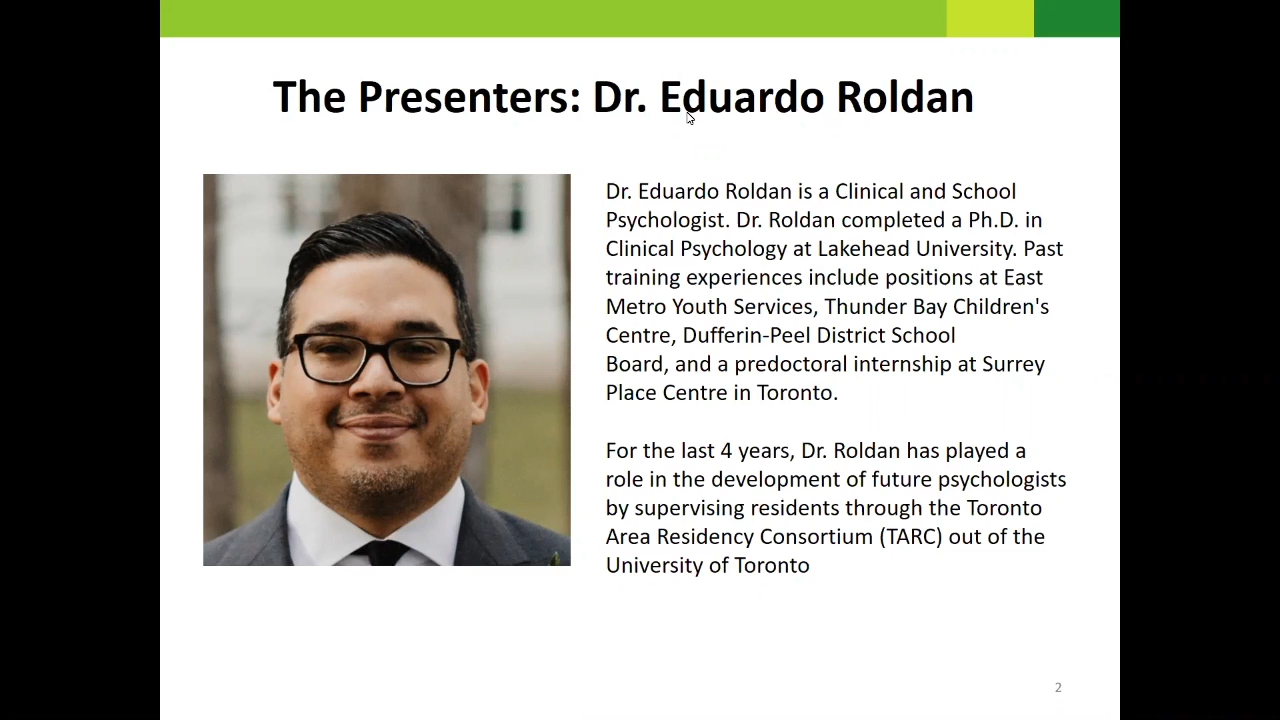 The Presenters: Dr. Eduardo Roldan
Dr. Eduardo Roldan is a Clinical and School
Psychologist. Dr. Roldan completed a Ph.D. in
Clinical Psychology at Lakehead University. Past
training experiences include positions at East
Metro Youth Services, Thunder Bay Children's
Centre, Dufferin-Peel District School
Board, and a predoctoral internship at Surrey
Place Centre in Toronto.
For the last 4 years, Dr. Roldan has played a
role in the development of future psychologists
by supervising residents through the Toronto
Area Residency Consortium (TARC) out of the
University of Toronto
2